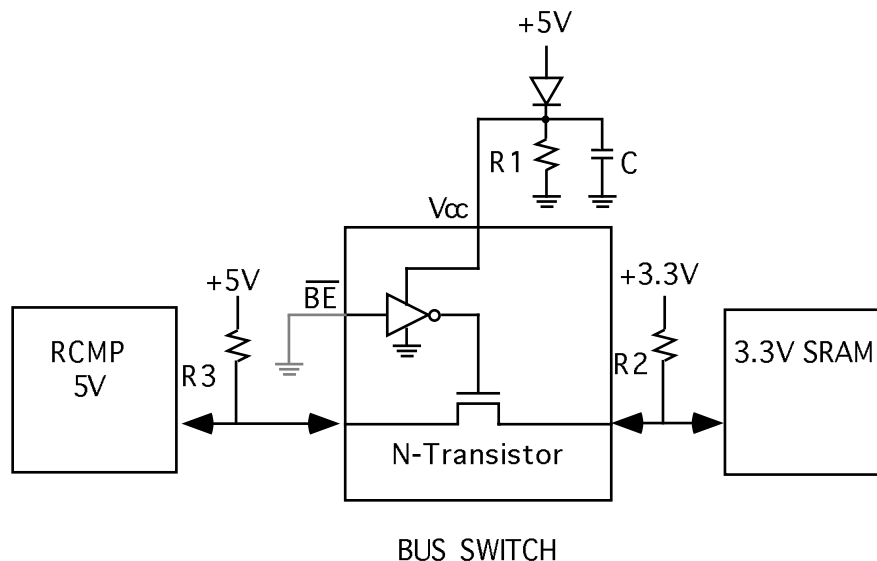 +5V
R1
C
Vcc
+5V
BE
+3.3V
RCMP
5V
R3
R2
3.3V SRAM
N-Transistor
BUS SWITCH